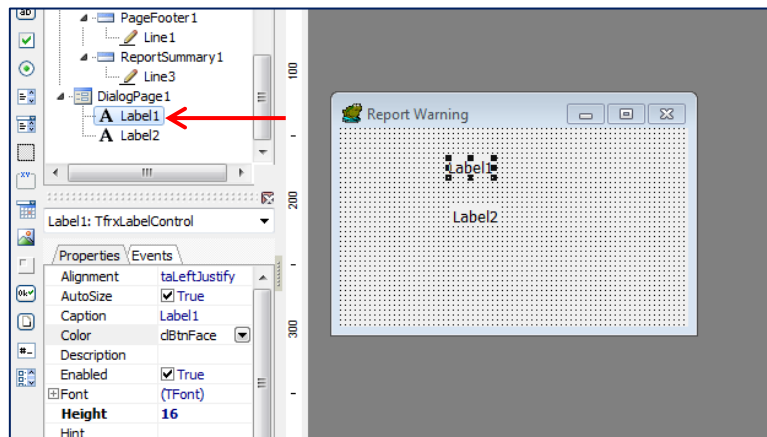 ab
PageFooter1
Line1
ReportSummary1
Line3
DialogPage1
A Label1
A Label2
Label1: TfrxLabelControl
Properties Events
Alignment taLeftJustify
AutoSize True
Caption Label1
Color clBtnFace
Description
Enabled True
Font (TFont)
Height 16
Hint
100
200
300
Report Warning
Label1
Label2